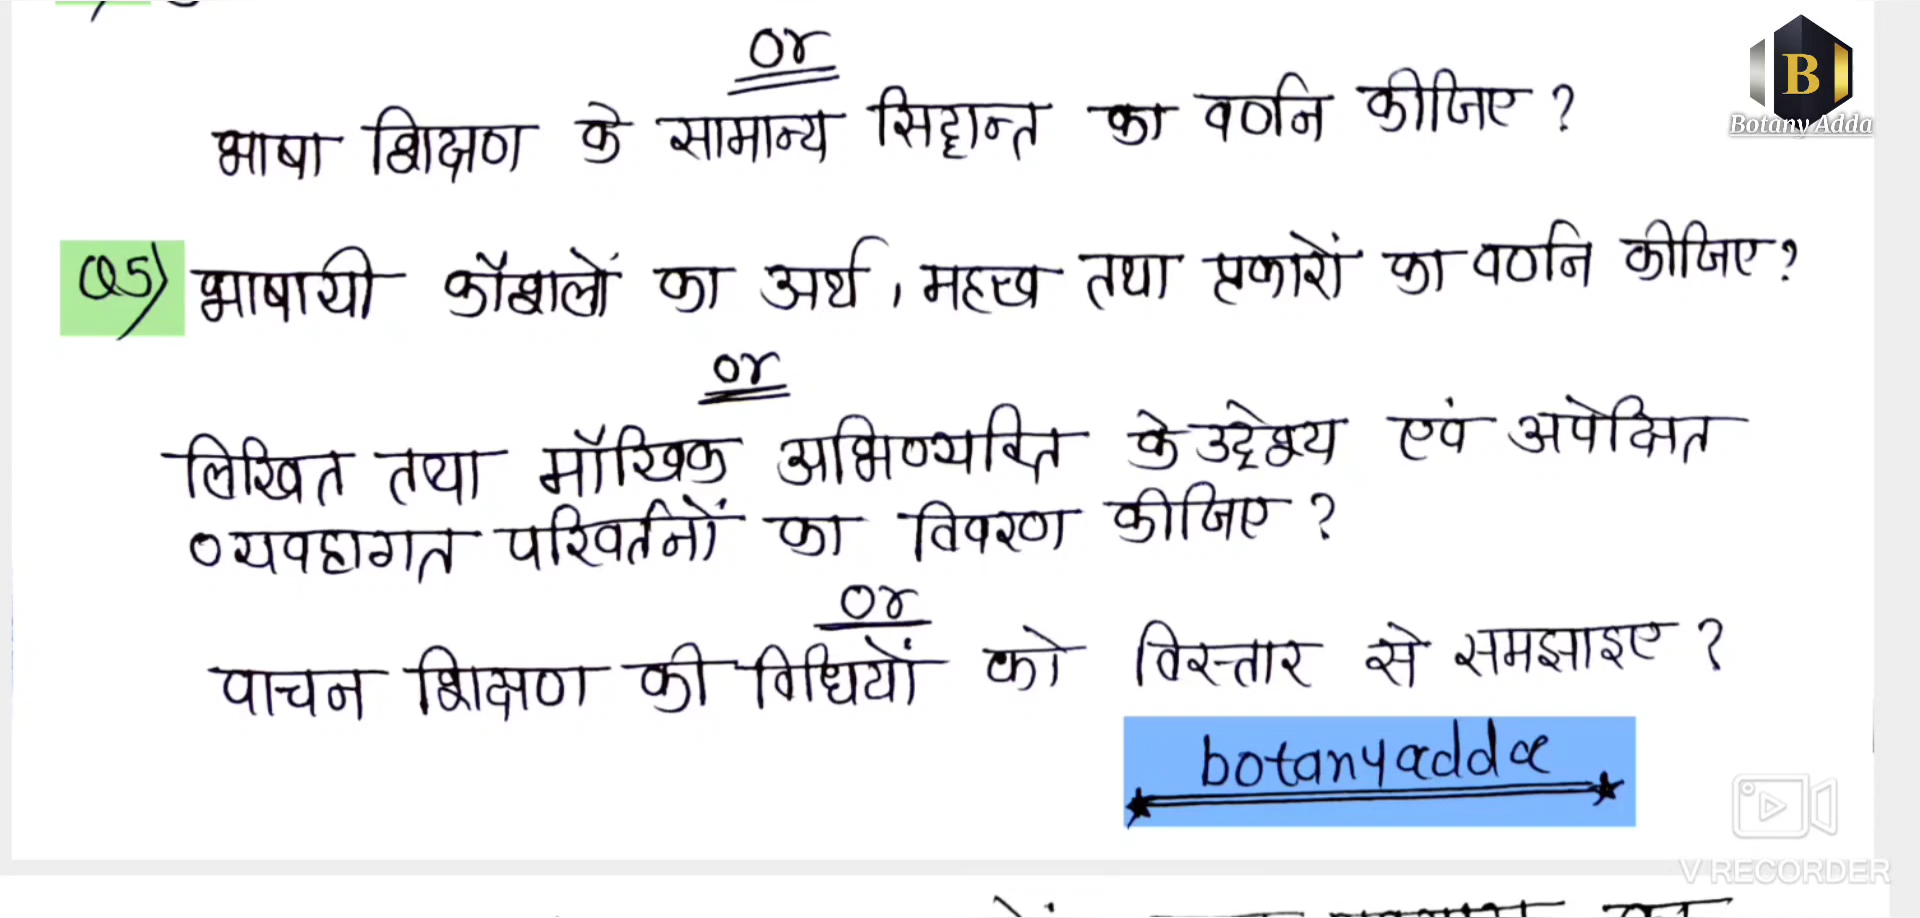 or
B
Botany Adda
भाषा शिक्षण के सामान्य सिद्धान्त का वर्णन कीजिए ?
Q5) भाषायी कौशलों का अर्थ, महत्व तथा प्रकारों का वर्णन कीजिए ?
or
लिखित तथा मौखिक अभिव्यक्ति के उद्देश्य एवं अपेक्षित
व्यवहागत परिवर्तनों का विवरण कीजिए ?
or
वाचन शिक्षण की विधियों को विस्तार से समझाइए ?
botanyadda
V RECORDER